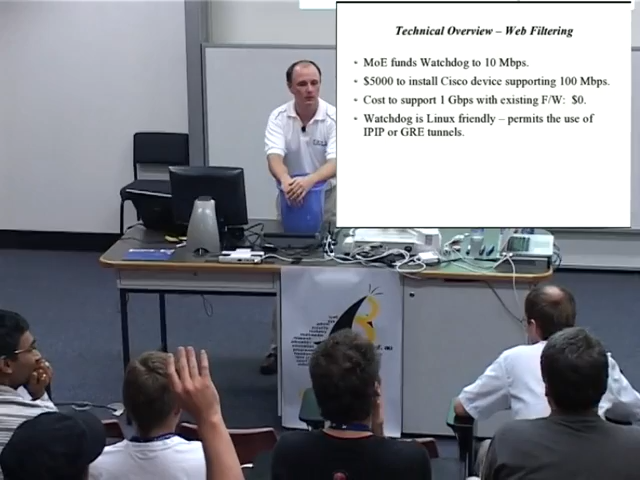 Technical Overview – Web Filtering
• MoE funds Watchdog to 10 Mbps.
• $5000 to install Cisco device supporting 100 Mbps.
• Cost to support 1 Gbps with existing F/W:  $0.
• Watchdog is Linux friendly – permits the use of
IPIP or GRE tunnels.